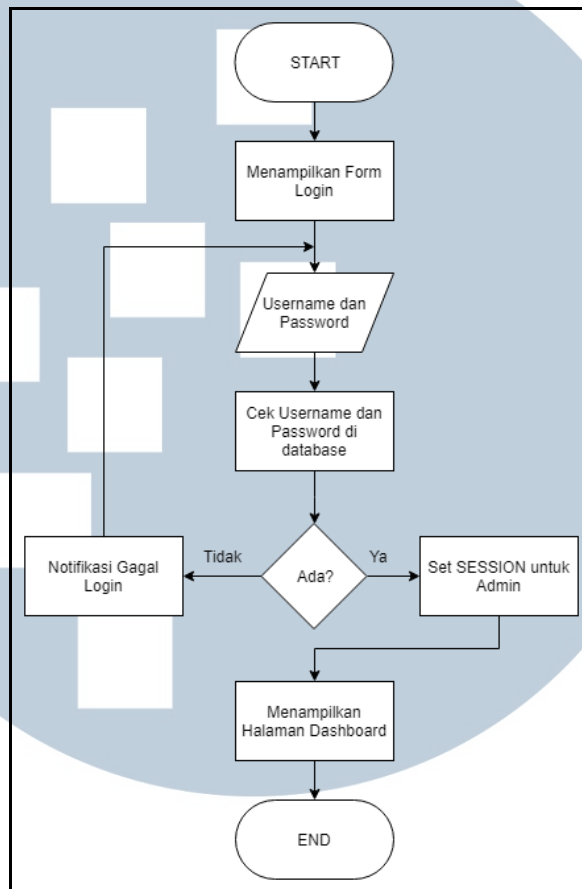 START
Menampilkan Form
Login
Username dan
Password
Cek Username dan
Password di
database
Tidak
Ya
Notifikasi Gagal
Login
Ada?
Set SESSION untuk
Admin
Menampilkan
Halaman Dashboard
END